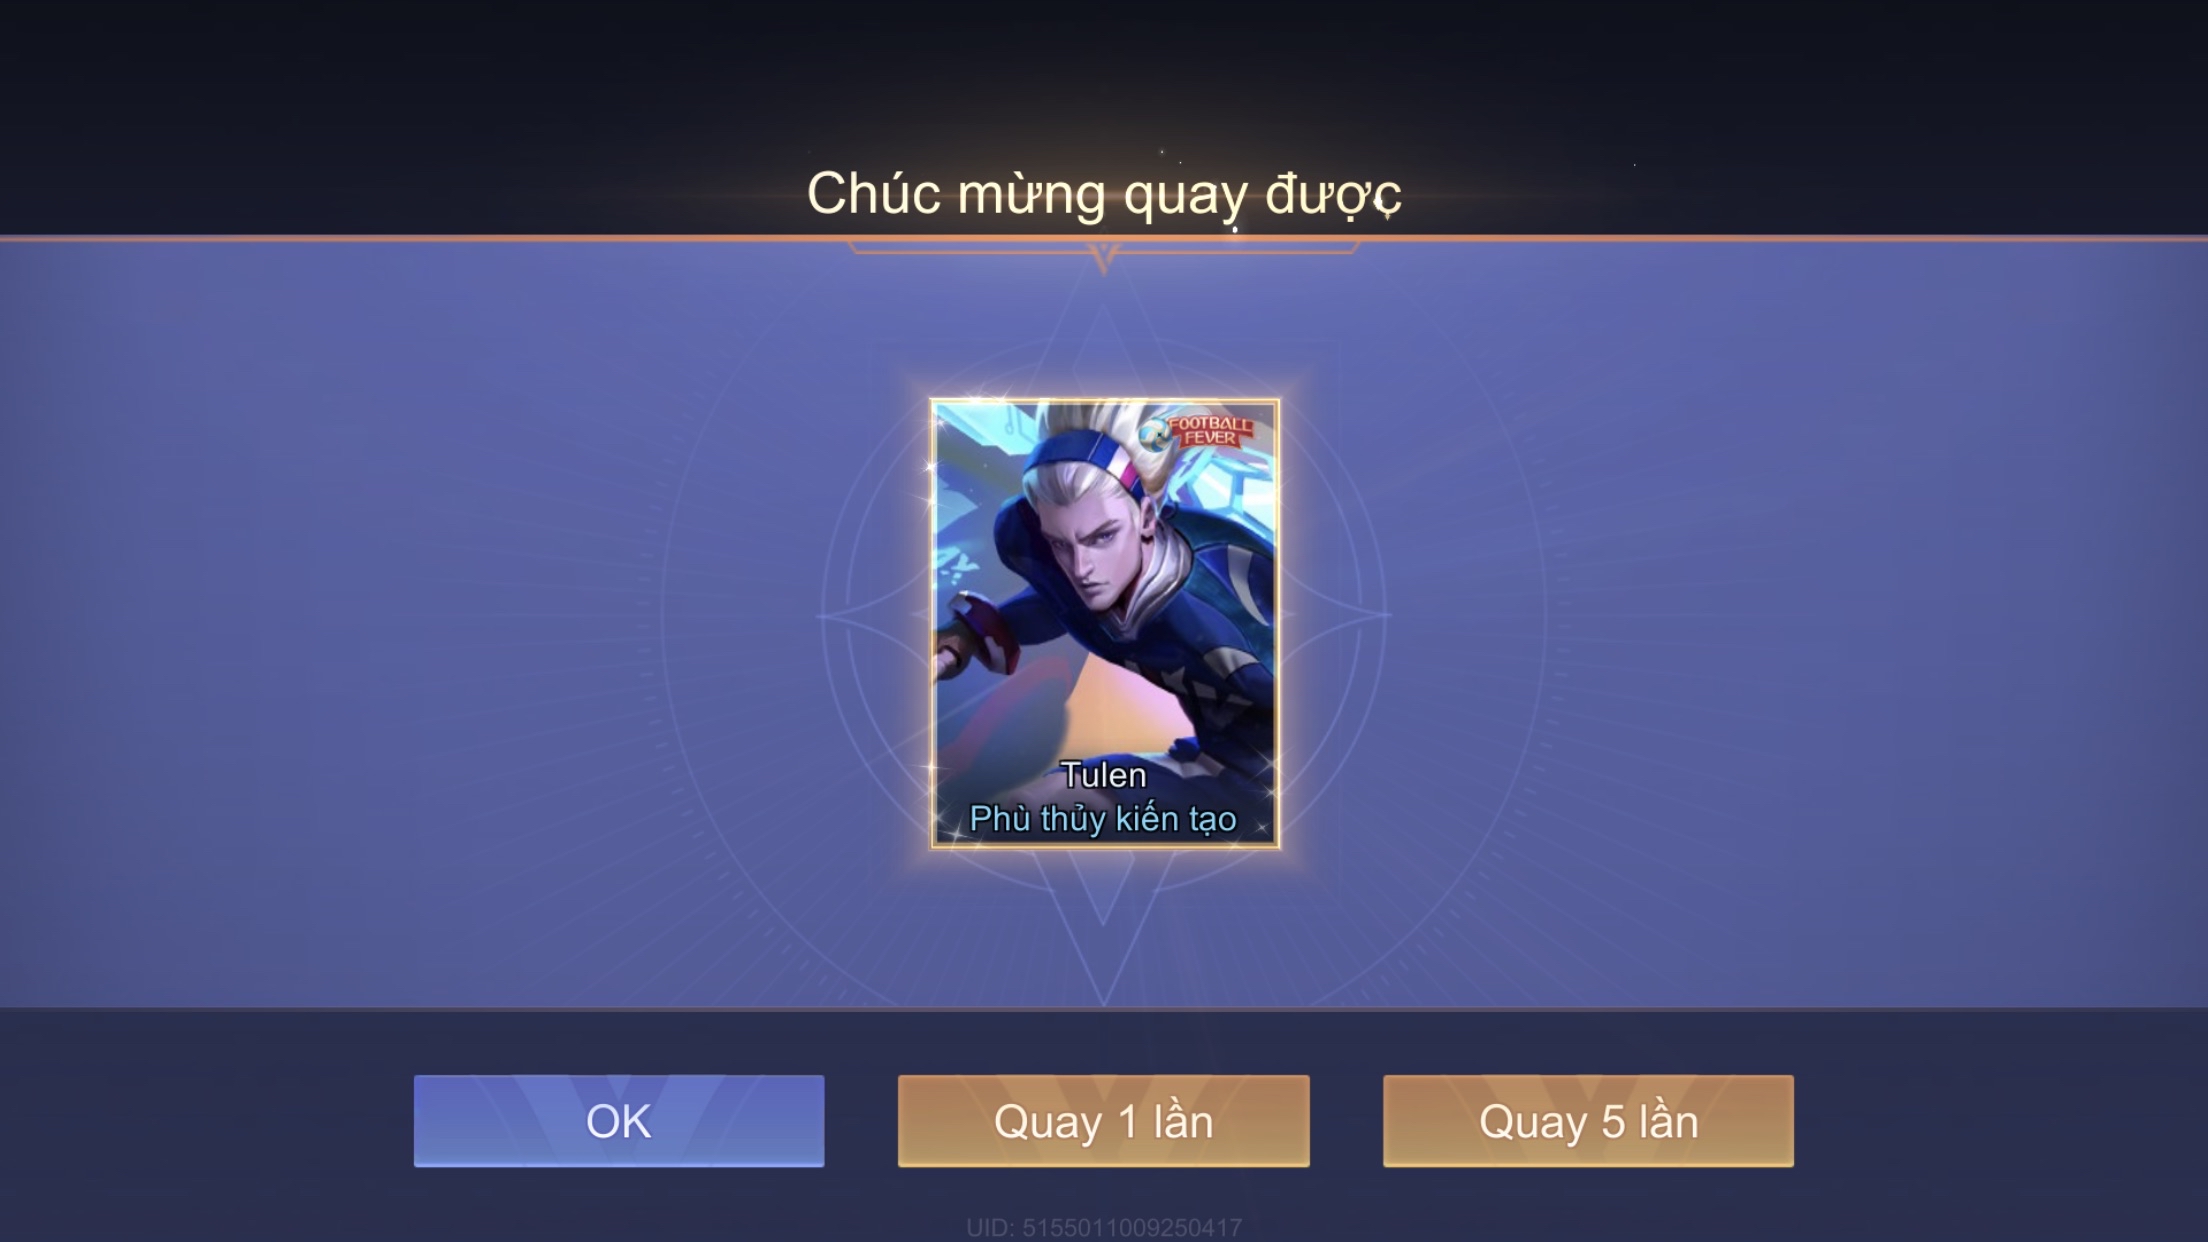 Chúc mừng quay được
FOOTBALL
FEVER
Tulen
Phù thủy kiến tạo
OK
Quay 1 lần
Quay 5 lần
UID: 5155011009250417